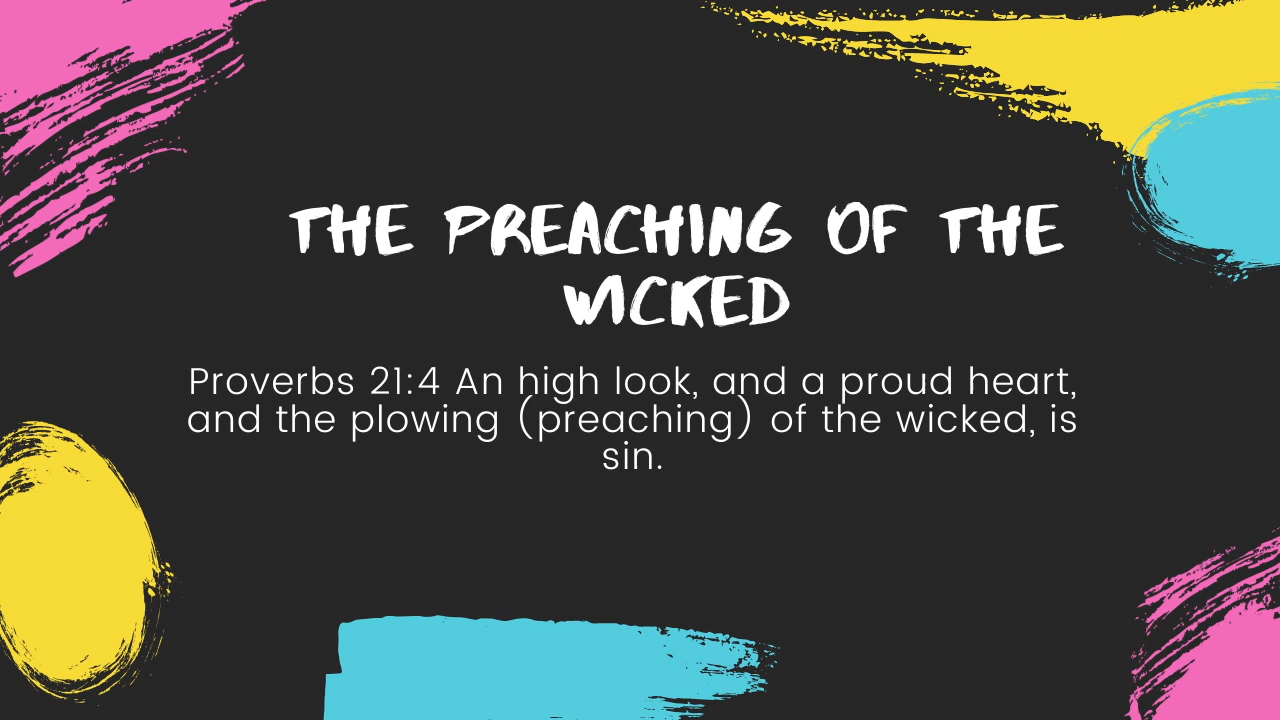 THE PREACHING OF THE
WICKED
Proverbs 21:4 An high look, and a proud heart,
and the plowing (preaching) of the wicked, is
sin.